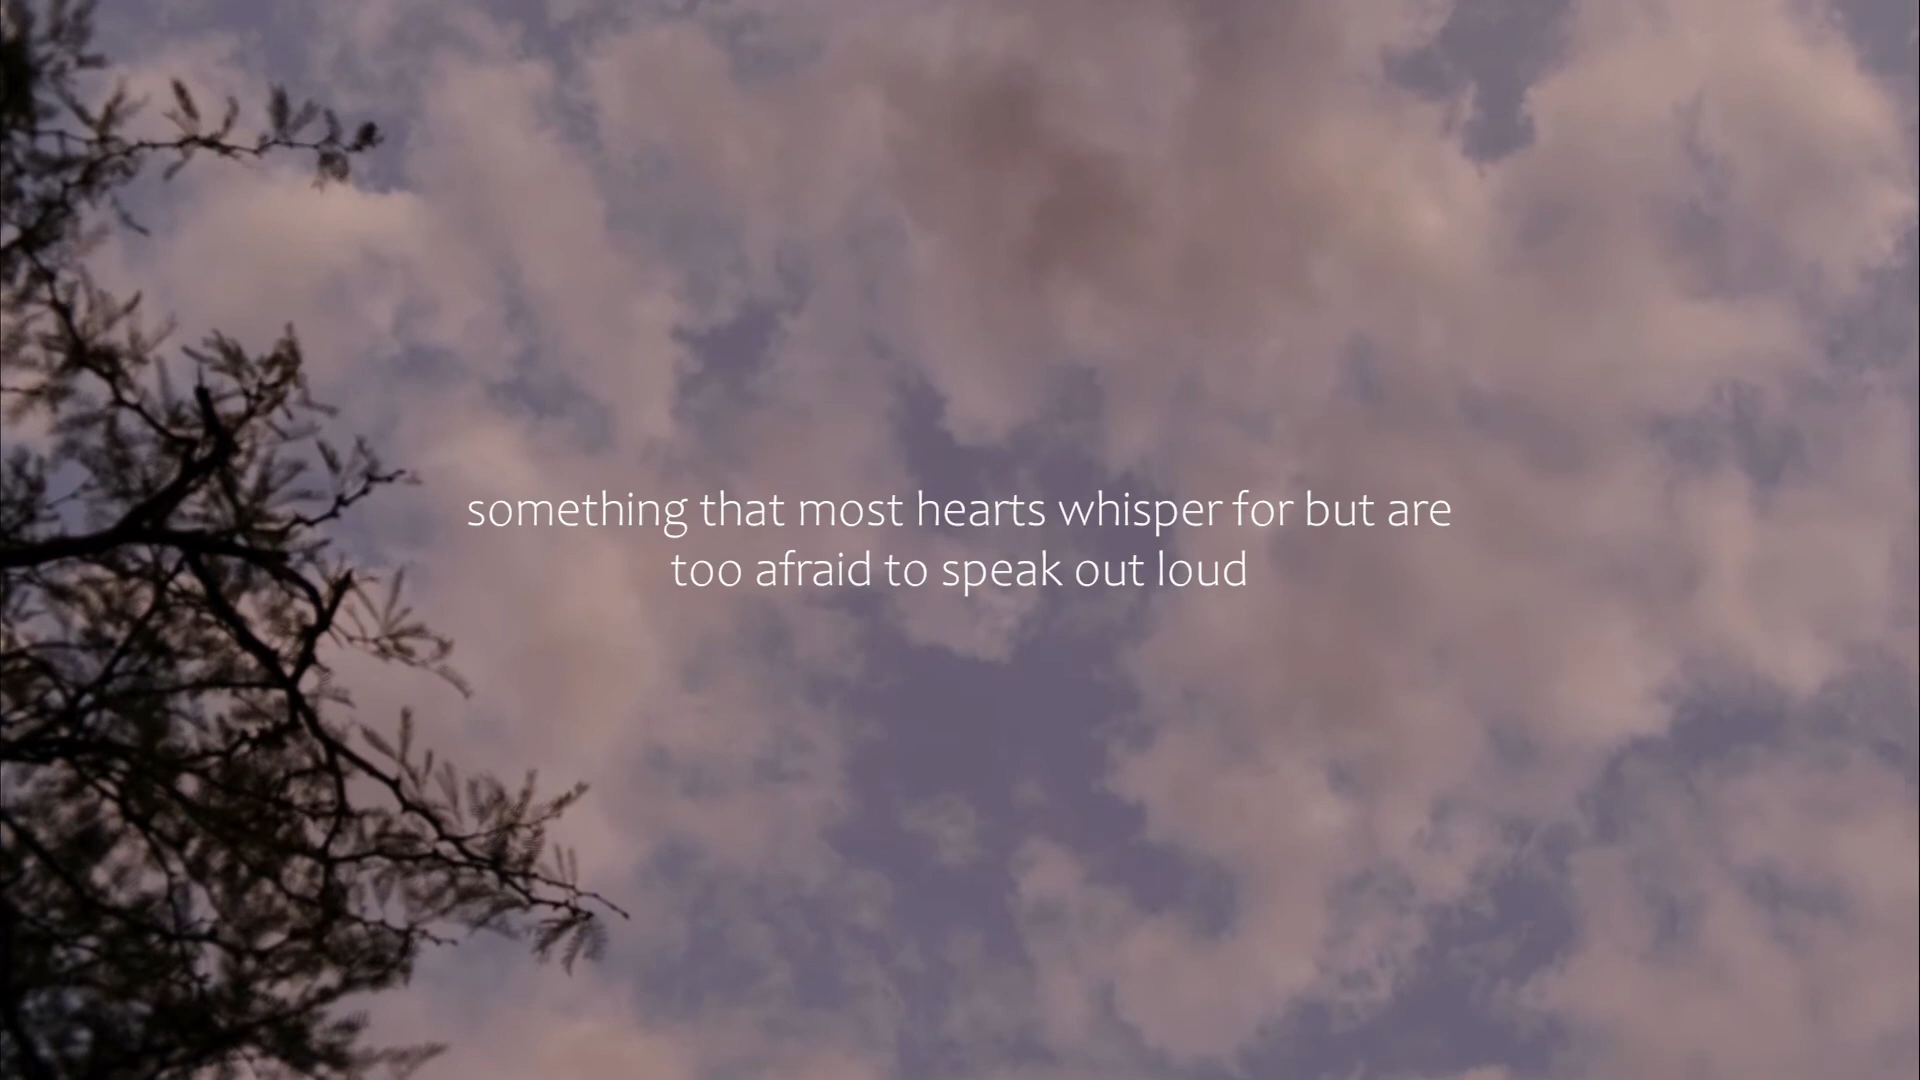 something that most hearts whisper for but are
too afraid to speak out loud